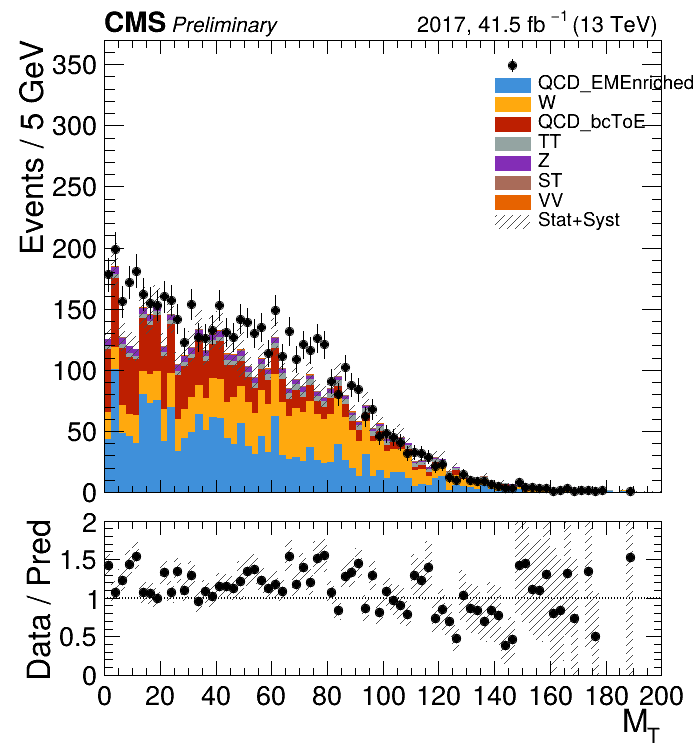 CMS Preliminary 2017, 41.5 fb⁻¹ (13 TeV)
Events / 5 GeV
350
300
250
200
150
100
50
0
QCD_EMEnriched
W
QCD_bcToE
TT
Z
ST
VV
Stat+Syst
Data / Pred
2
1.5
1
0.5
0
0 20 40 60 80 100 120 140 160 180 200
M_T